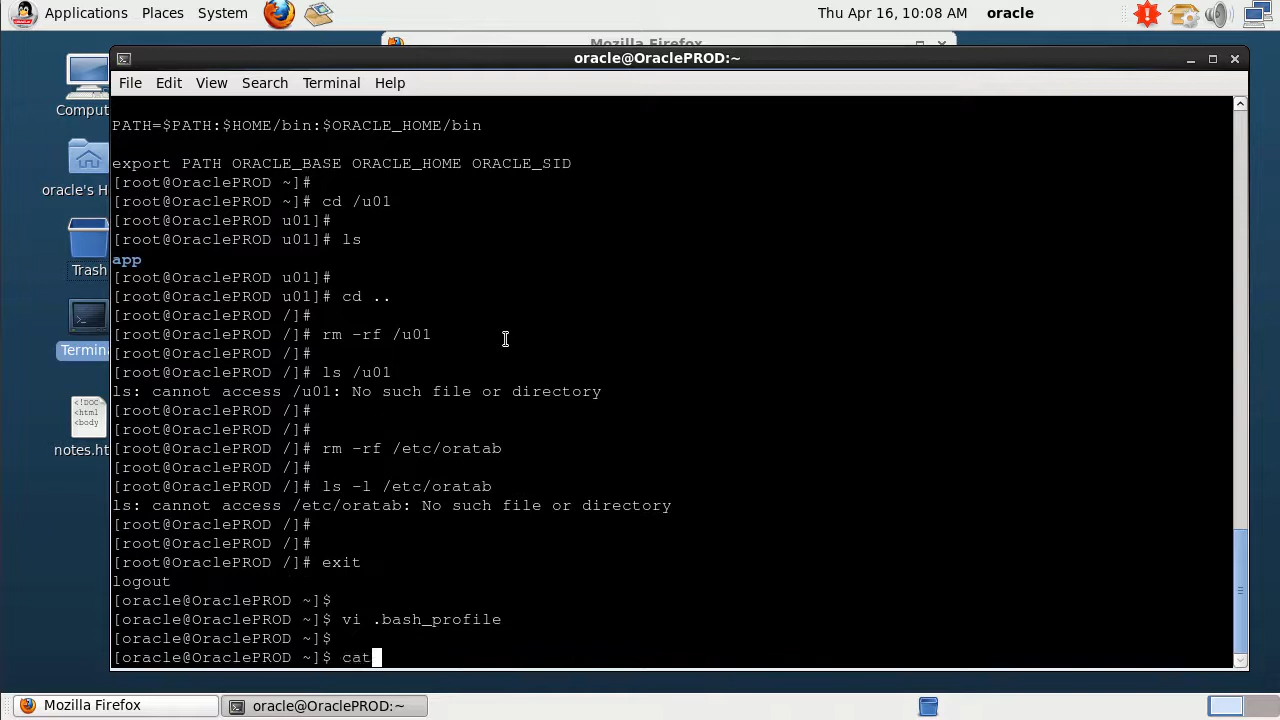 Applications Places System Thu Apr 16, 10:08 AM oracle
Mozilla Firefox
oracle@OraclePROD:~
File Edit View Search Terminal Help
Comput
oracle's H
Trash
Termin
<!DOC
<html
<body
notes.ht
PATH=$PATH:$HOME/bin:$ORACLE_HOME/bin
export PATH ORACLE_BASE ORACLE_HOME ORACLE_SID
[root@OraclePROD ~]#
[root@OraclePROD ~]# cd /u01
[root@OraclePROD u01]#
[root@OraclePROD u01]# ls
app
[root@OraclePROD u01]#
[root@OraclePROD u01]# cd ..
[root@OraclePROD /]#
[root@OraclePROD /]# rm -rf /u01
[root@OraclePROD /]#
[root@OraclePROD /]# ls /u01
ls: cannot access /u01: No such file or directory
[root@OraclePROD /]#
[root@OraclePROD /]#
[root@OraclePROD /]# rm -rf /etc/oratab
[root@OraclePROD /]#
[root@OraclePROD /]# ls -l /etc/oratab
ls: cannot access /etc/oratab: No such file or directory
[root@OraclePROD /]#
[root@OraclePROD /]#
[root@OraclePROD /]# exit
logout
[oracle@OraclePROD ~]$
[oracle@OraclePROD ~]$ vi .bash_profile
[oracle@OraclePROD ~]$
[oracle@OraclePROD ~]$ cat
Mozilla Firefox
oracle@OraclePROD:~